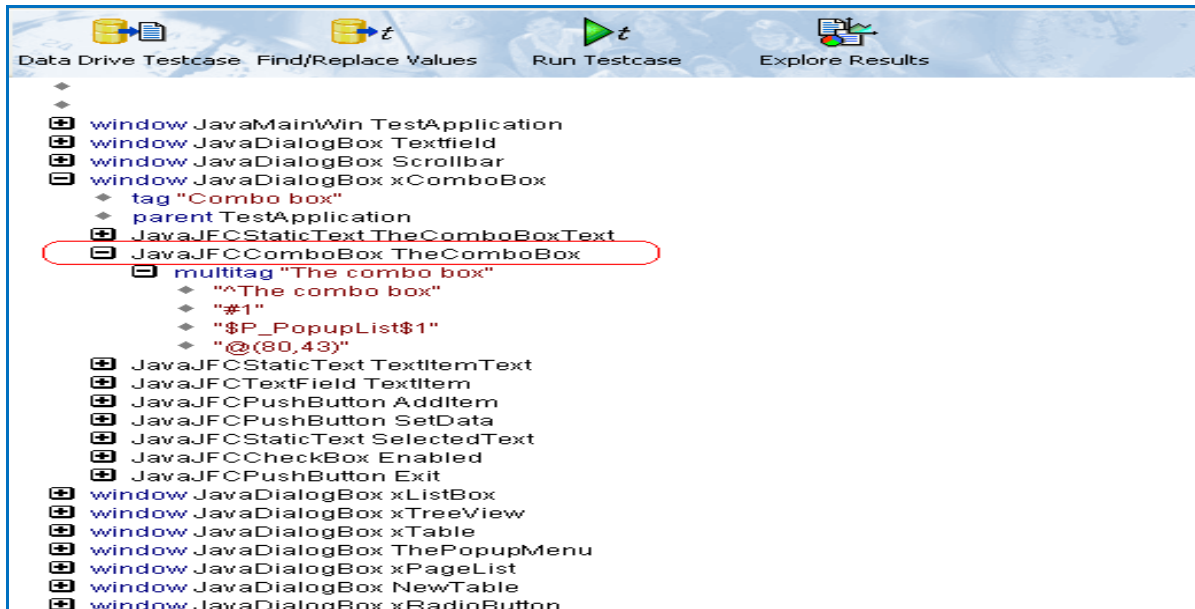 Data Drive Testcase Find/Replace Values Run Testcase Explore Results
window JavaMainWin TestApplication
window JavaDialogBox Textfield
window JavaDialogBox Scrollbar
window JavaDialogBox xComboBox
tag "Combo box"
parent TestApplication
JavaJFCStaticText TheComboBoxText
JavaJFCComboBox TheComboBox
multitag "The combo box"
"^The combo box"
"#1"
"$P_PopupList$1"
"@(80,43)"
JavaJFCStaticText TextItemText
JavaJFCTextField TextItem
JavaJFCPushButton AddItem
JavaJFCPushButton SetData
JavaJFCStaticText SelectedText
JavaJFCCheckBox Enabled
JavaJFCPushButton Exit
window JavaDialogBox xListBox
window JavaDialogBox xTreeView
window JavaDialogBox xTable
window JavaDialogBox ThePopupMenu
window JavaDialogBox xPageList
window JavaDialogBox NewTable
window JavaDialogBox xRadioButton